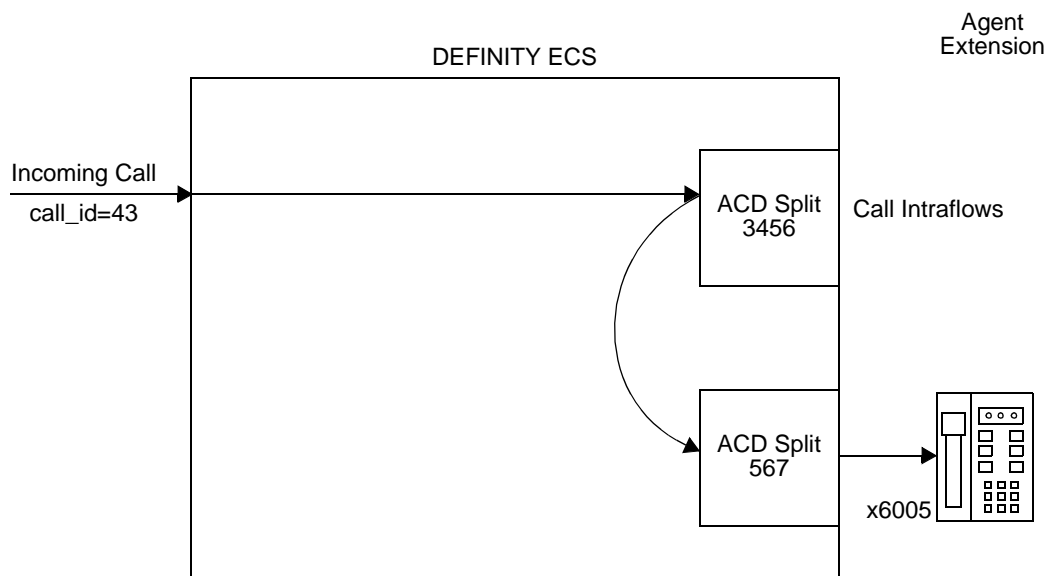 Agent
Extension
DEFINITY ECS
Incoming Call
call_id=43
ACD Split
3456
Call Intraflows
ACD Split
567
x6005